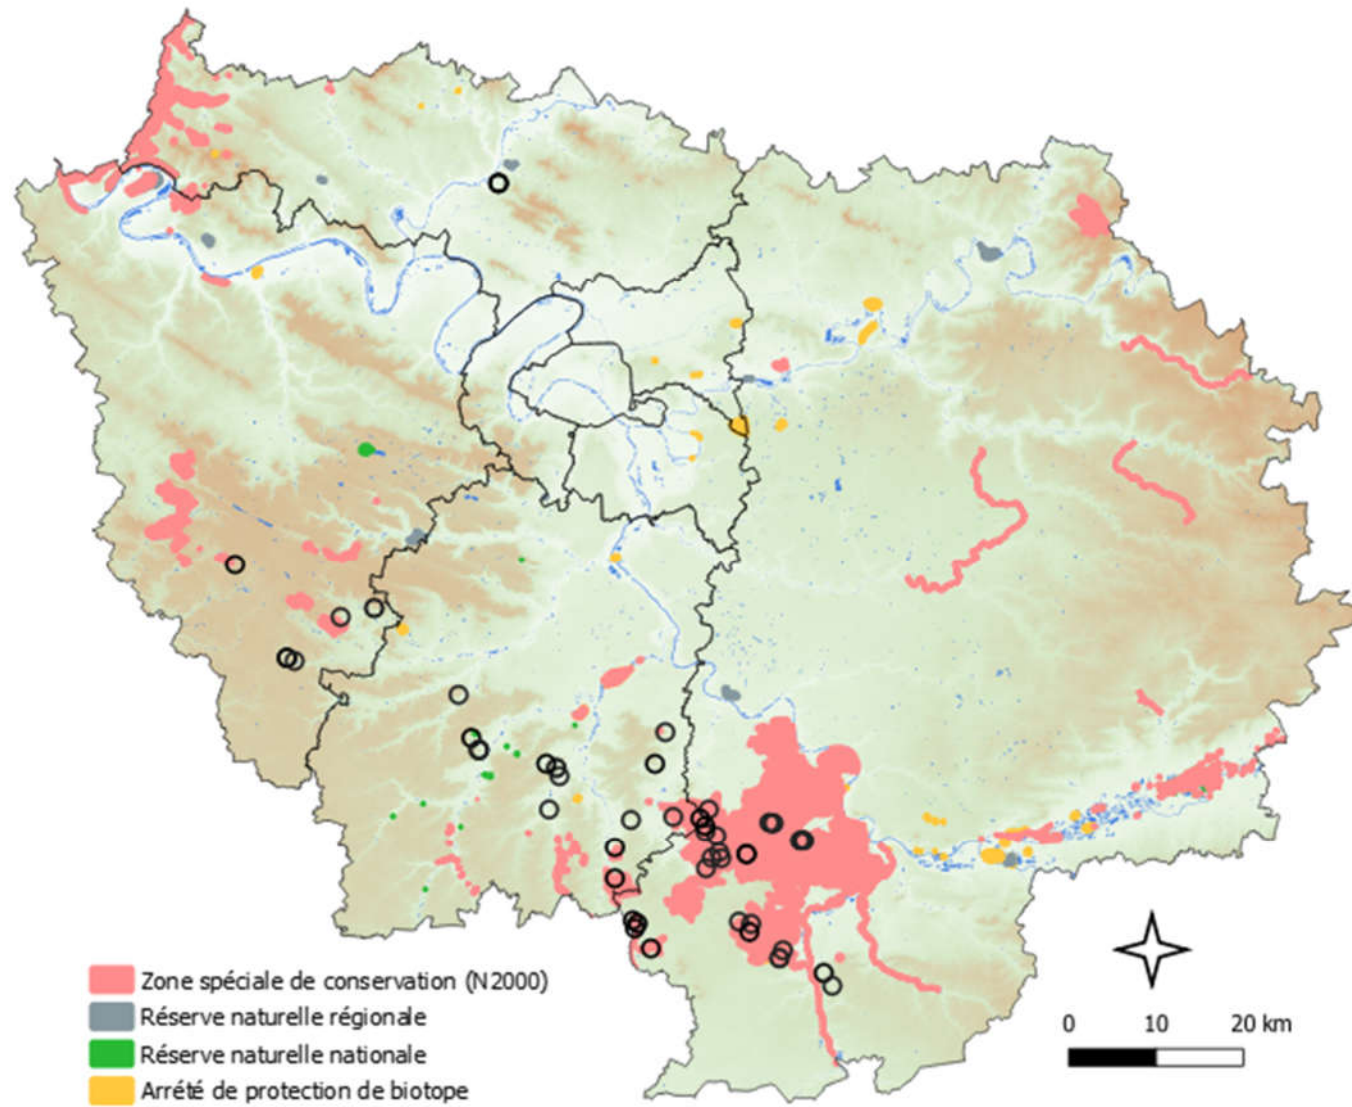 Zone spéciale de conservation (N2000)
Réserve naturelle régionale
Réserve naturelle nationale
Arrété de protection de biotope
0 10 20 km